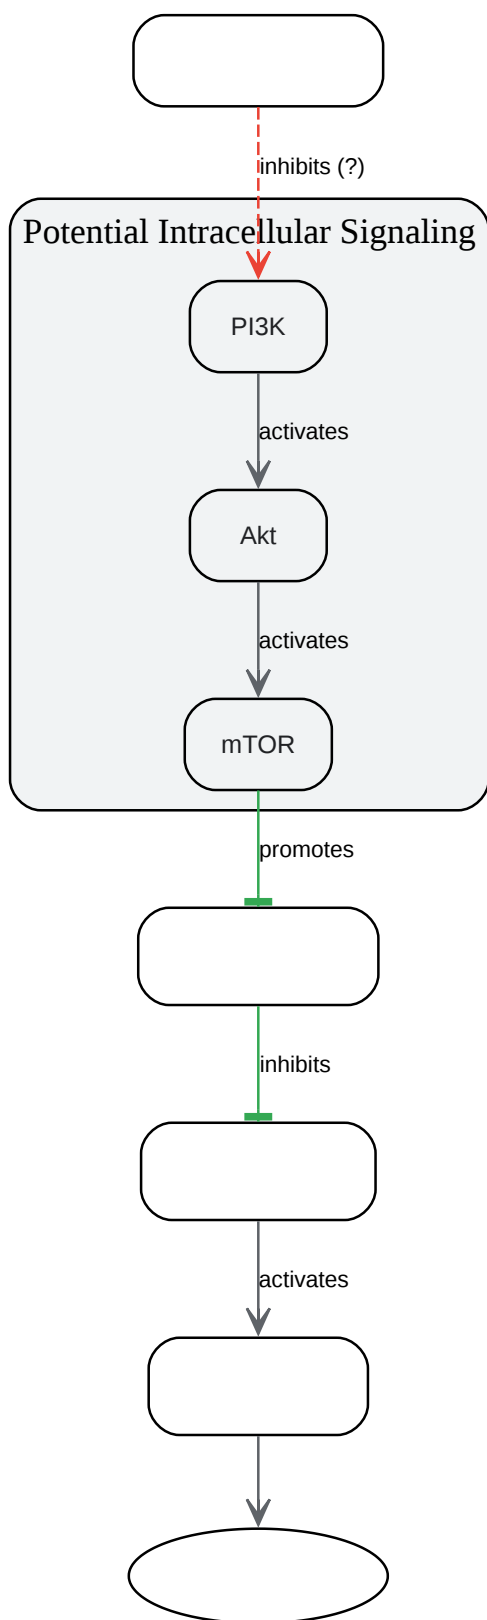 inhibits (?)
Potential Intracellular Signaling
PI3K
activates
Akt
activates
mTOR
promotes
inhibits
activates